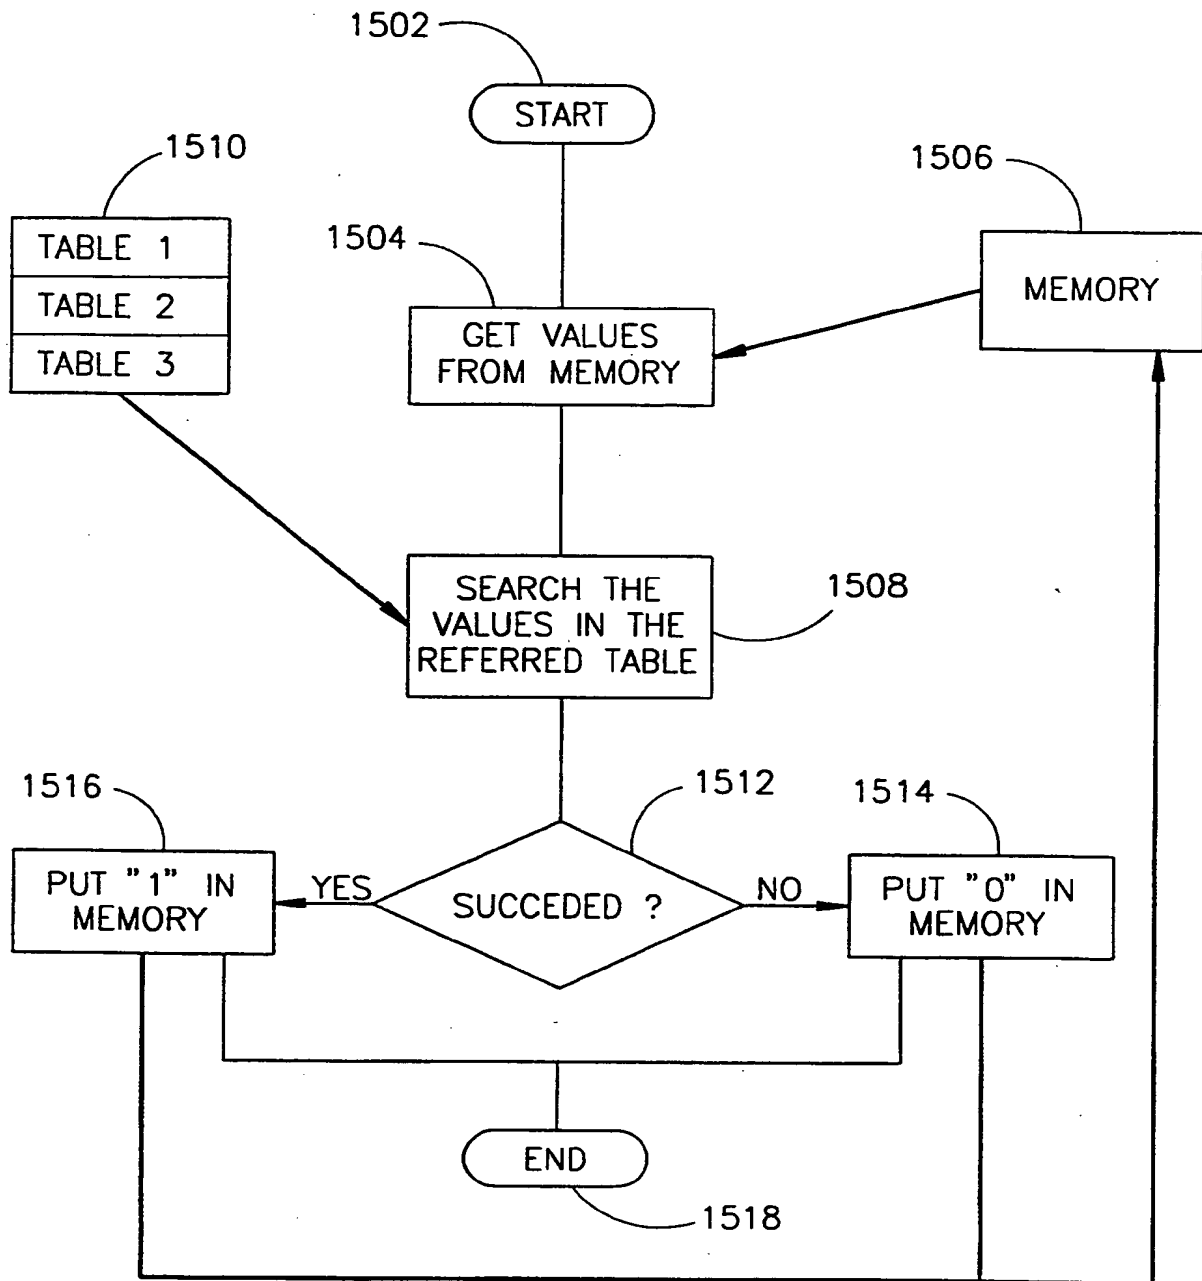 1502
START
1510
1506
TABLE 1
TABLE 2
TABLE 3
1504
GET VALUES
FROM MEMORY
MEMORY
SEARCH THE
VALUES IN THE
REFERRED TABLE
1508
1516
1512
1514
PUT "1" IN
MEMORY
YES
SUCCEDED ?
NO
PUT "0" IN
MEMORY
END
1518